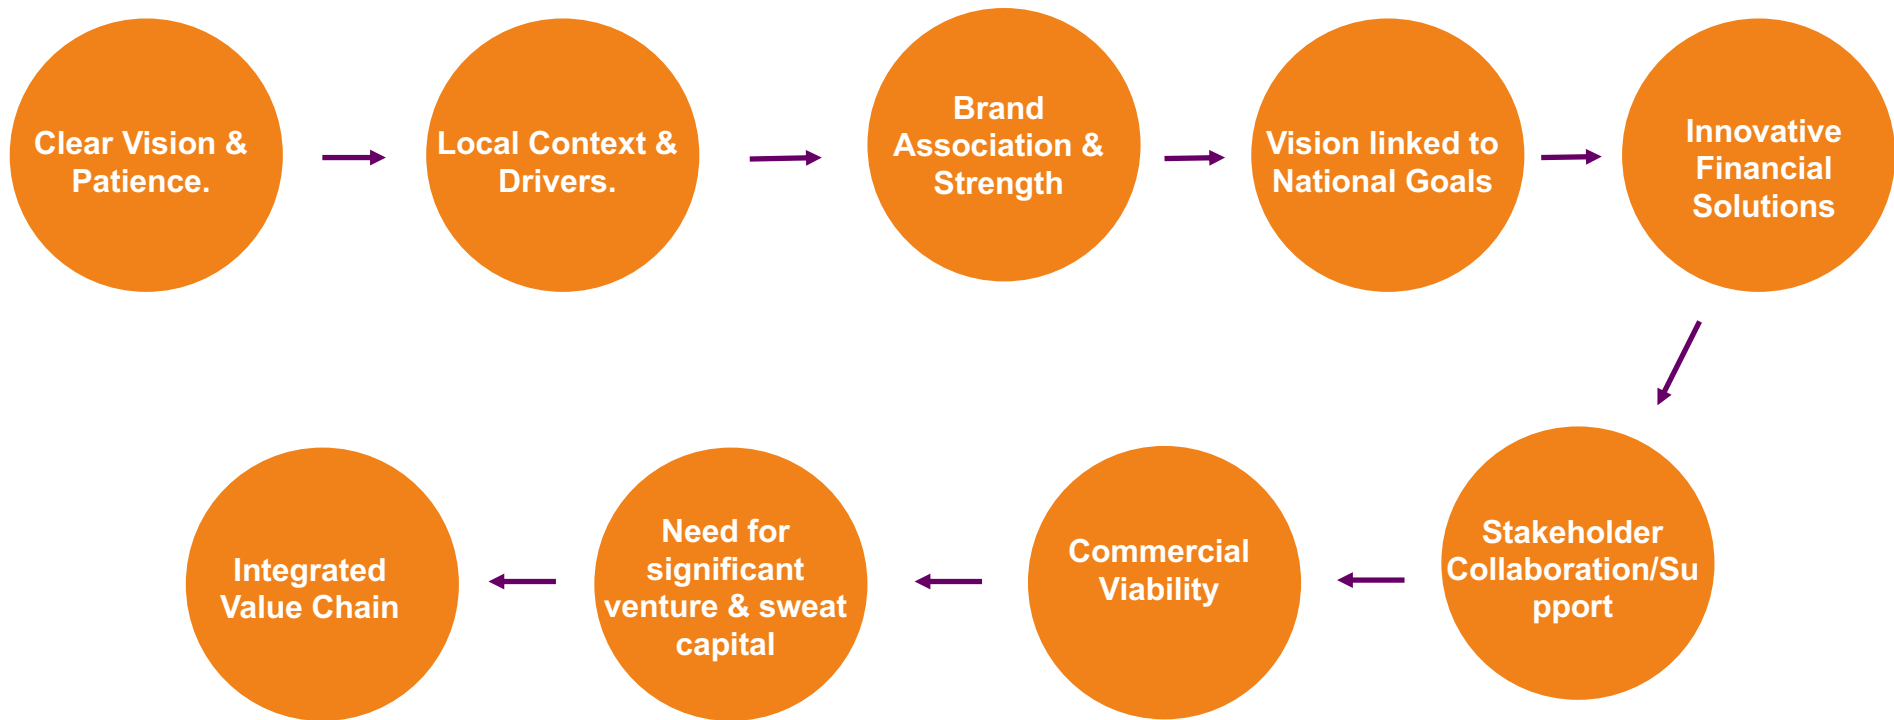 Clear Vision &
Patience.
Local Context &
Drivers.
Brand
Association &
Strength
Vision linked to
National Goals
Innovative
Financial
Solutions
Stakeholder
Collaboration/Su
pport
Commercial
Viability
Need for
significant
venture & sweat
capital
Integrated
Value Chain